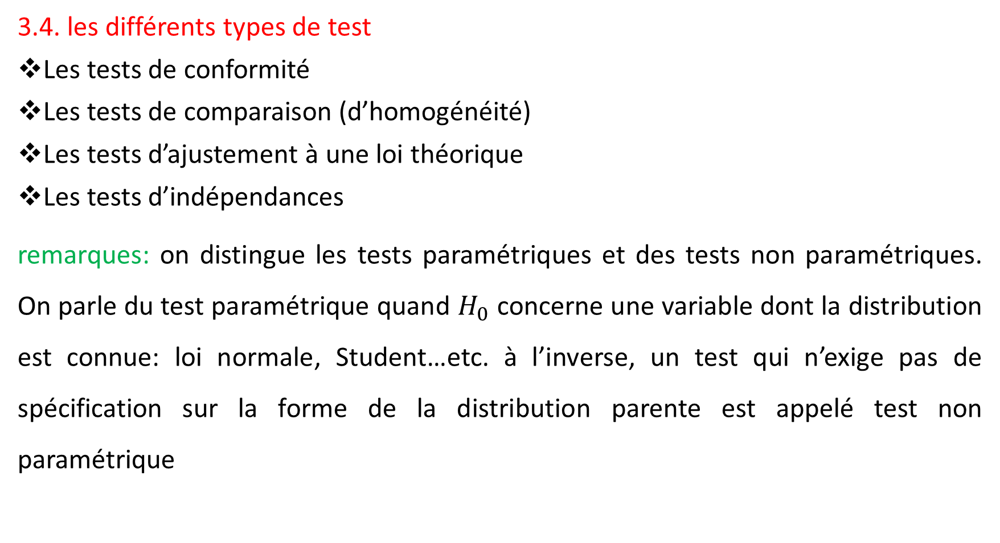 3.4. les différents types de test
❖Les tests de conformité
❖Les tests de comparaison (d’homogénéité)
❖Les tests d’ajustement à une loi théorique
❖Les tests d’indépendances
remarques: on distingue les tests paramétriques et des tests non paramétriques.
On parle du test paramétrique quand H₀ concerne une variable dont la distribution
est connue: loi normale, Student…etc. à l’inverse, un test qui n’exige pas de
spécification sur la forme de la distribution parente est appelé test non
paramétrique